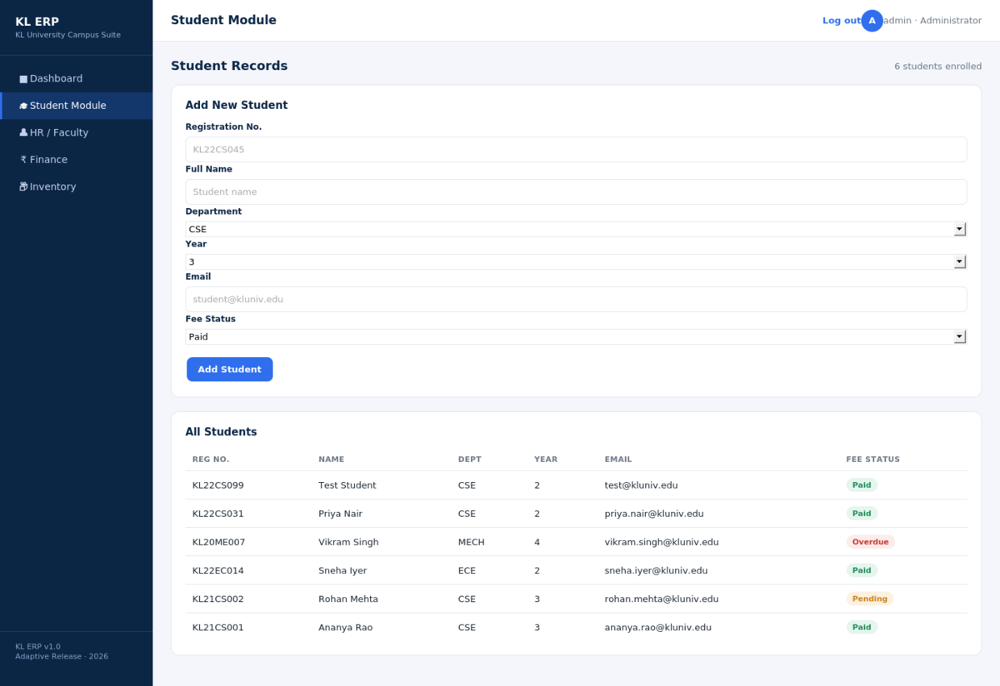 KL ERP
KL University Campus Suite
Dashboard
Student Module
HR / Faculty
₹ Finance
Inventory
KL ERP v1.0
Adaptive Release · 2026
Student Module
Log out A admin · Administrator
Student Records
6 students enrolled
Add New Student
Registration No.
KL22CS045
Full Name
Student name
Department
CSE
Year
3
Email
student@kluniv.edu
Fee Status
Paid
Add Student
All Students
REG NO. NAME DEPT YEAR EMAIL FEE STATUS
KL22CS099 Test Student CSE 2 test@kluniv.edu Paid
KL22CS031 Priya Nair CSE 2 priya.nair@kluniv.edu Paid
KL20ME007 Vikram Singh MECH 4 vikram.singh@kluniv.edu Overdue
KL22EC014 Sneha Iyer ECE 2 sneha.iyer@kluniv.edu Paid
KL21CS002 Rohan Mehta CSE 3 rohan.mehta@kluniv.edu Pending
KL21CS001 Ananya Rao CSE 3 ananya.rao@kluniv.edu Paid